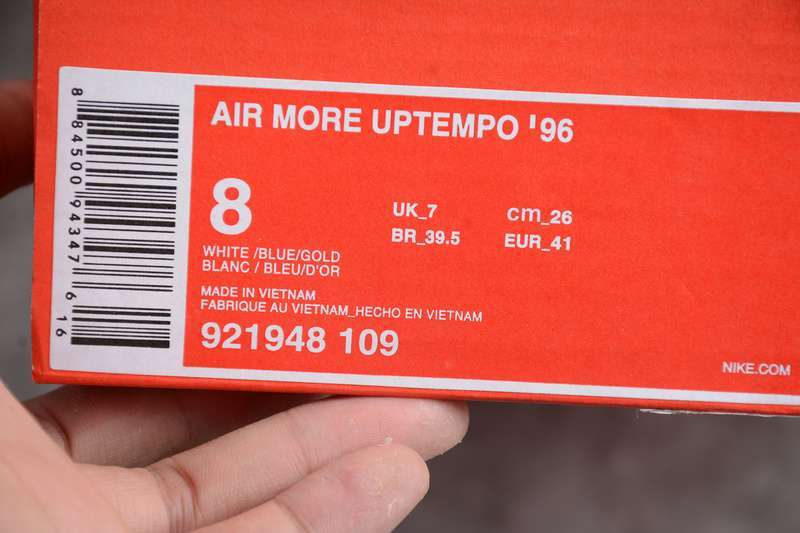 AIR MORE UPTEMPO '96
8
UK_7
cm_26
BR_39.5
EUR_41
WHITE /BLUE/GOLD
BLANC / BLEU/D'OR
MADE IN VIETNAM
FABRIQUE AU VIETNAM_HECHO EN VIETNAM
921948 109
NIKE.COM
8 84500 94347 6 16